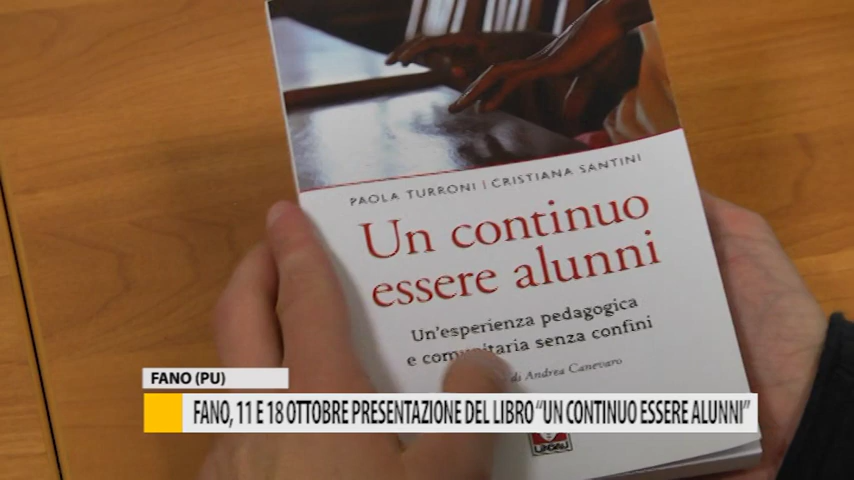 PAOLA TURRONI | CRISTIANA SANTINI
Un continuo
essere alunni
Un'esperienza pedagogica
e comunitaria senza confini
di Andrea Canevaro
FANO (PU)
FANO, 11 E 18 OTTOBRE PRESENTAZIONE DEL LIBRO "UN CONTINUO ESSERE ALUNNI"
LINDAU